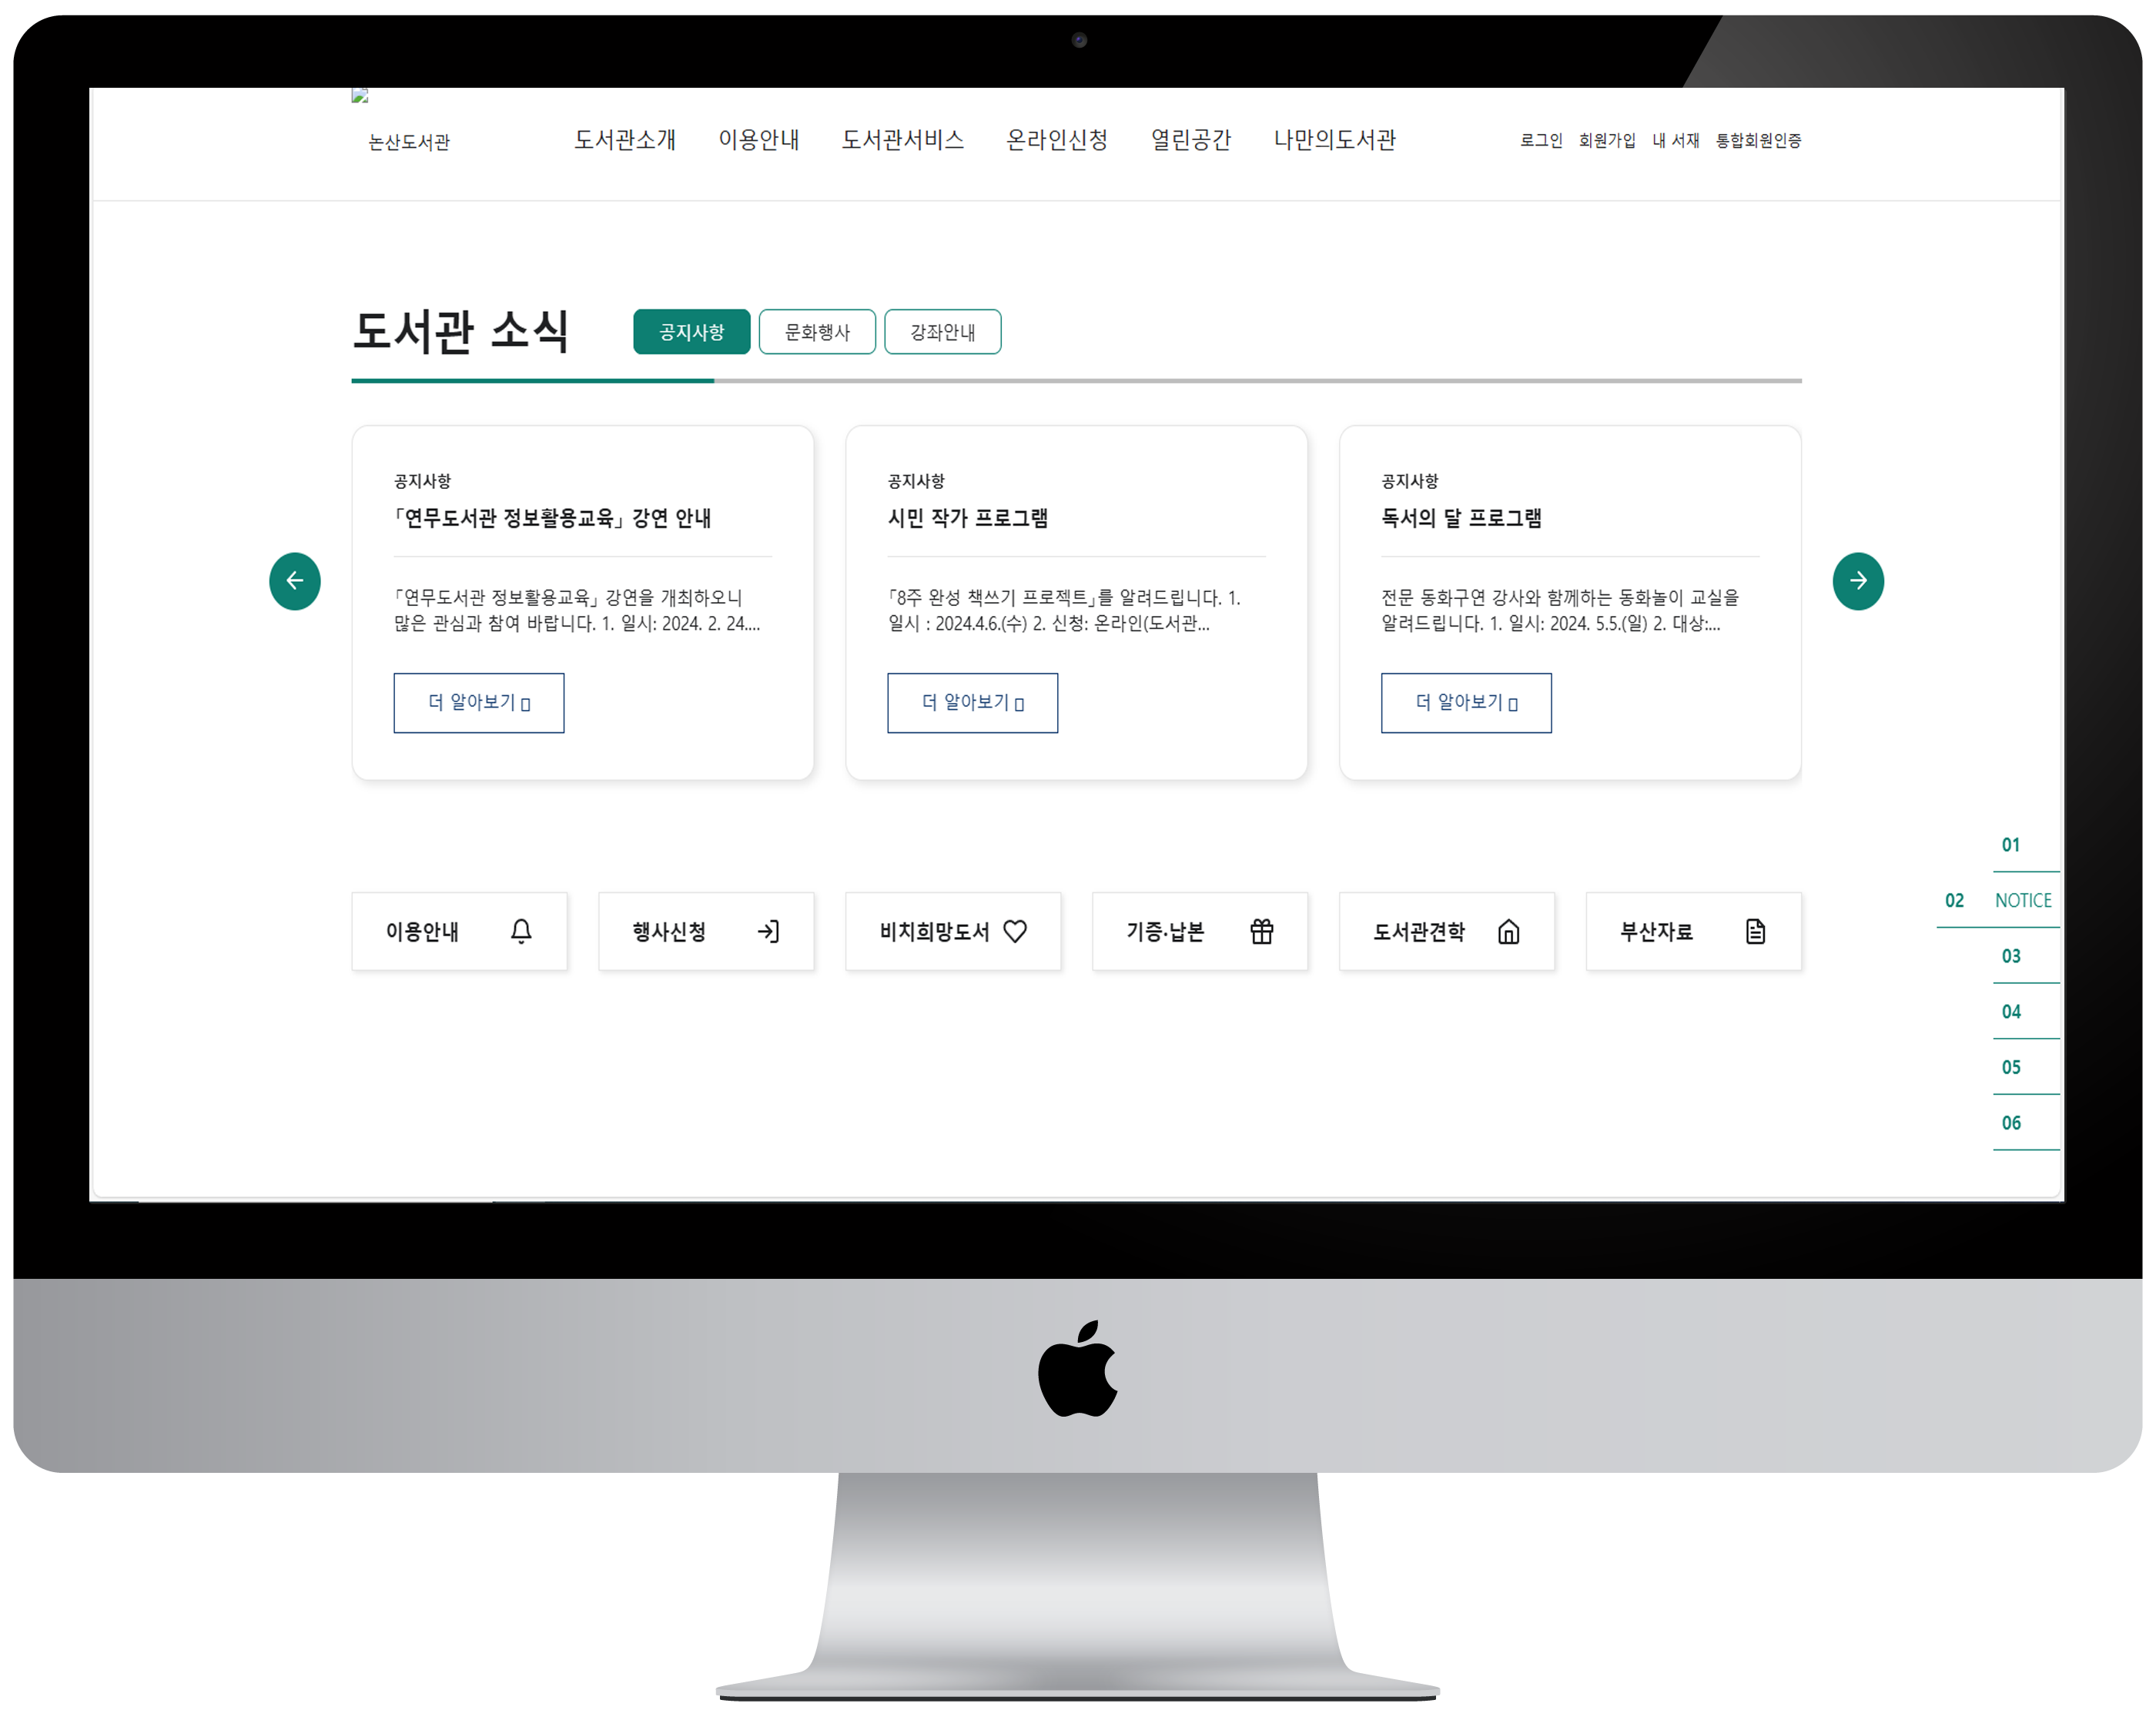 논산도서관
도서관소개 이용안내 도서관서비스 온라인신청 열린공간 나만의도서관
로그인 회원가입 내 서재 통합회원인증
도서관 소식
공지사항 문화행사 강좌안내
공지사항
「연무도서관 정보활용교육」 강연 안내
「연무도서관 정보활용교육」 강연을 개최하오니
많은 관심과 참여 바랍니다. 1. 일시: 2024. 2. 24....
더 알아보기
공지사항
시민 작가 프로그램
「8주 완성 책쓰기 프로젝트」를 알려드립니다. 1.
일시 : 2024.4.6.(수) 2. 신청: 온라인(도서관...
더 알아보기
공지사항
독서의 달 프로그램
전문 동화구연 강사와 함께하는 동화놀이 교실을
알려드립니다. 1. 일시: 2024. 5.5.(일) 2. 대상:...
더 알아보기
01
02 NOTICE
03
04
05
06
이용안내 행사신청 비치희망도서 기증·납본 도서관견학 부산자료